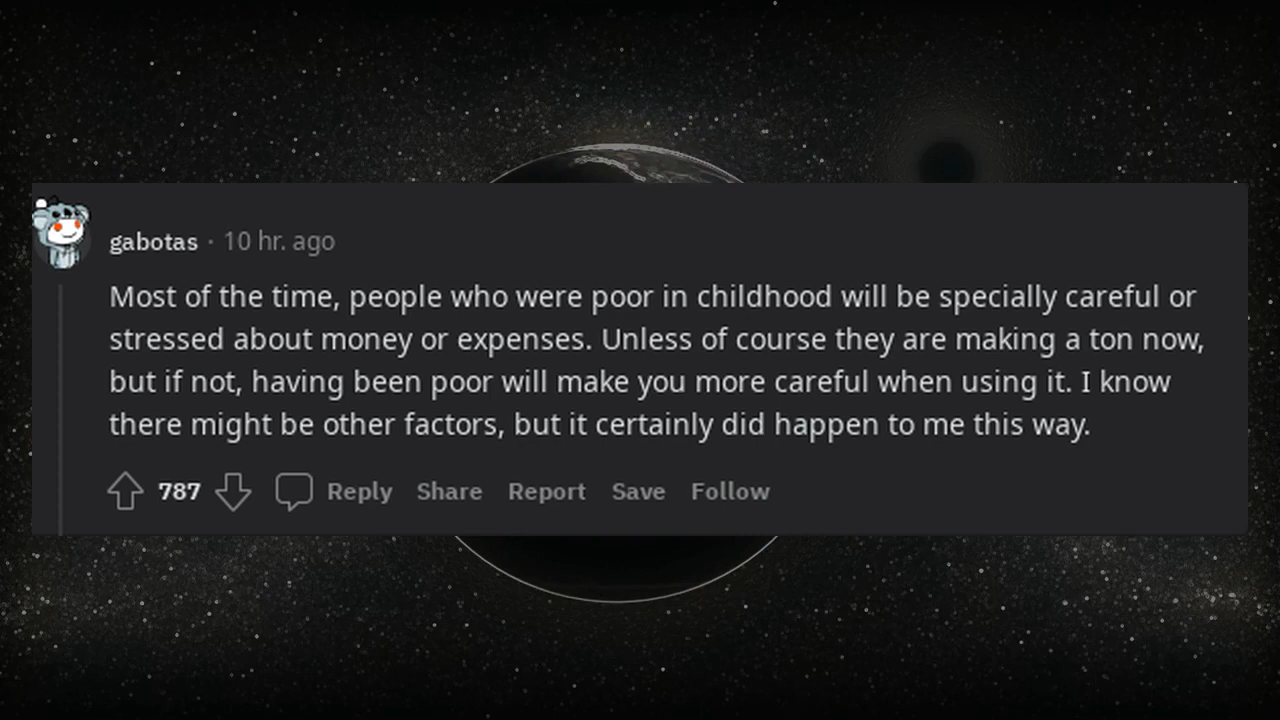 gabotas · 10 hr. ago
Most of the time, people who were poor in childhood will be specially careful or
stressed about money or expenses. Unless of course they are making a ton now,
but if not, having been poor will make you more careful when using it. I know
there might be other factors, but it certainly did happen to me this way.
787 Reply Share Report Save Follow